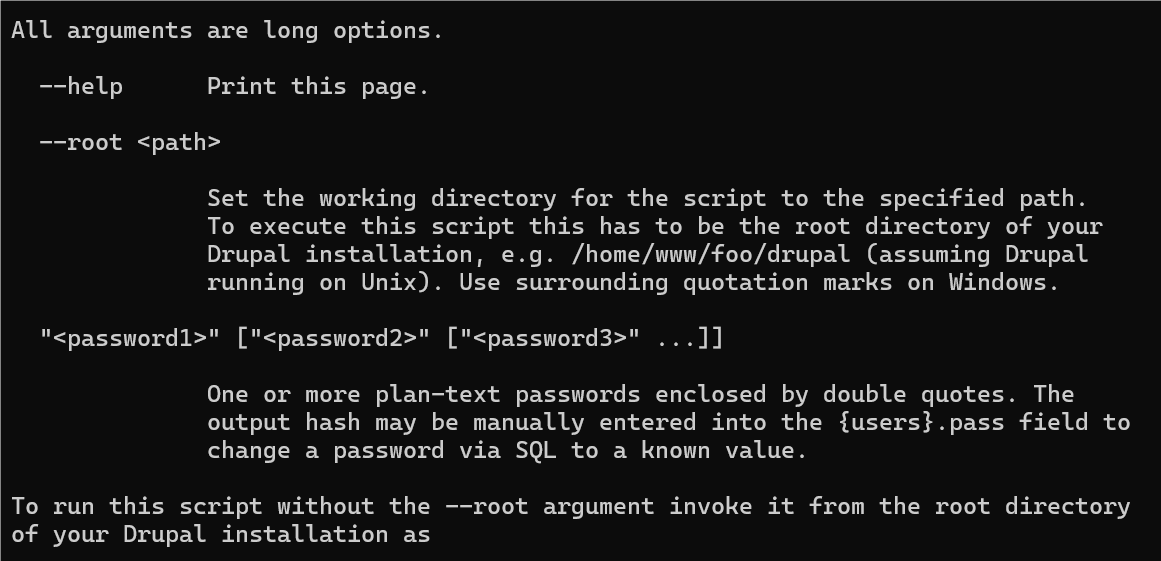 All arguments are long options.
--help      Print this page.
--root <path>
Set the working directory for the script to the specified path.
To execute this script this has to be the root directory of your
Drupal installation, e.g. /home/www/foo/drupal (assuming Drupal
running on Unix). Use surrounding quotation marks on Windows.
"<password1>" ["<password2>" ["<password3>" ...]]
One or more plan-text passwords enclosed by double quotes. The
output hash may be manually entered into the {users}.pass field to
change a password via SQL to a known value.
To run this script without the --root argument invoke it from the root directory
of your Drupal installation as